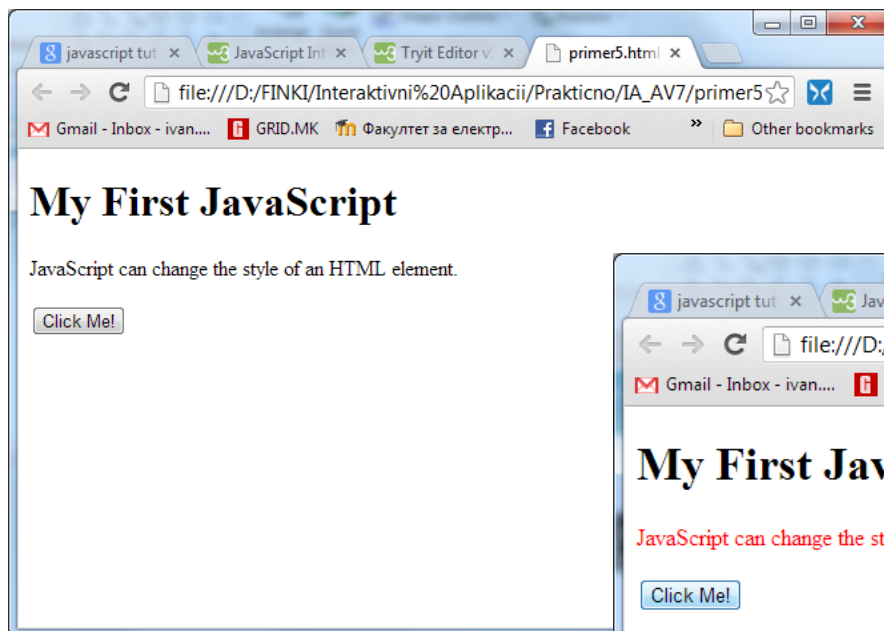 javascript tut
JavaScript Int
Tryit Editor v
primer5.html
file:///D:/FINKI/Interaktivni%20Aplikacii/Prakticno/IA_AV7/primer5
Gmail - Inbox - ivan....
GRID.MK
Факултет за електр...
Facebook
»
Other bookmarks
My First JavaScript
JavaScript can change the style of an HTML element.
Click Me!
javascript tut
Jav
file:///D:/
Gmail - Inbox - ivan....
My First Jav
JavaScript can change the st
Click Me!